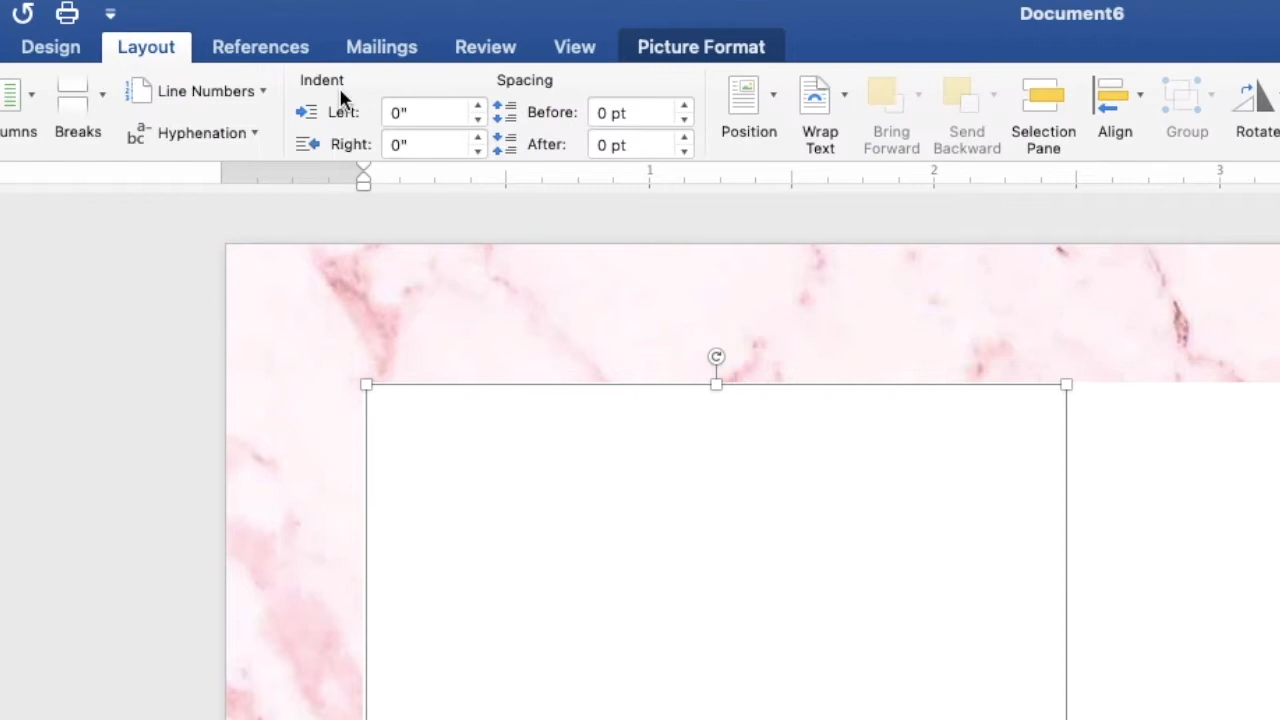 Document6
Design Layout References Mailings Review View Picture Format
Indent Spacing
Line Numbers
Left: 0" Before: 0 pt
Breaks Hyphenation
Right: 0" After: 0 pt
Position Wrap Text Bring Forward Send Backward Selection Pane Align Group Rotate
1 2 3